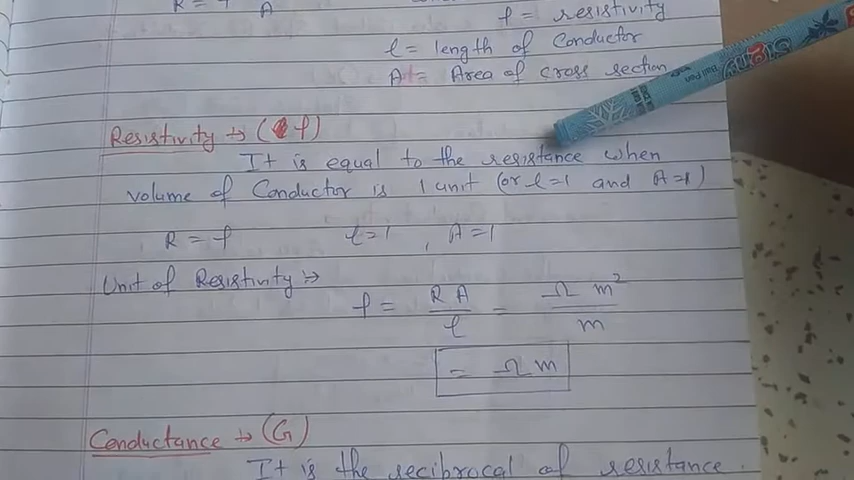 R = f
A
f = resistivity
l = length of Conductor
A = Area of cross section
Resistivity → (f)
It is equal to the resistance when
volume of Conductor is 1 unit (or l=1 and A=1)
R = f l=1 , A=1
Unit of Resistivity :→
f = R A / l = Ω m² / m
= Ω m
Conductance → (G)
It is the recibrocal of resistance.